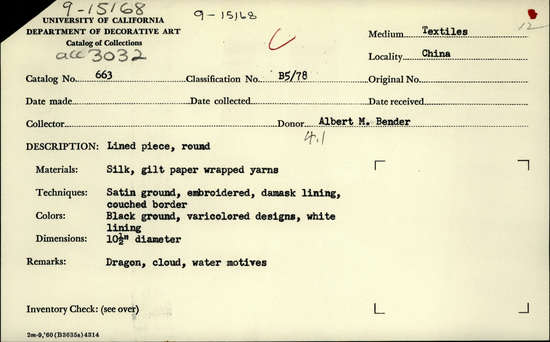 9-15168
9-15168
12
UNIVERSITY OF CALIFORNIA
DEPARTMENT OF DECORATIVE ART
Catalog of Collections
acc 3032
Medium Textiles
Locality China
Catalog No. 663 Classification No. B5/78 Original No.
Date made Date collected Date received
Collector Donor Albert M. Bender
4.1
DESCRIPTION: Lined piece, round
Materials: Silk, gilt paper wrapped yarns
Techniques: Satin ground, embroidered, damask lining,
couched border
Colors: Black ground, varicolored designs, white
lining
Dimensions: 10½" diameter
Remarks: Dragon, cloud, water motives
Inventory Check: (see over)
2m-9,'60(B3635s)4314